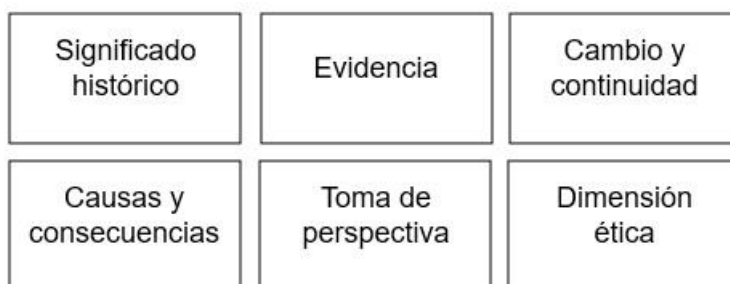 Significado
histórico
Evidencia
Cambio y
continuidad
Causas y
consecuencias
Toma de
perspectiva
Dimensión
ética